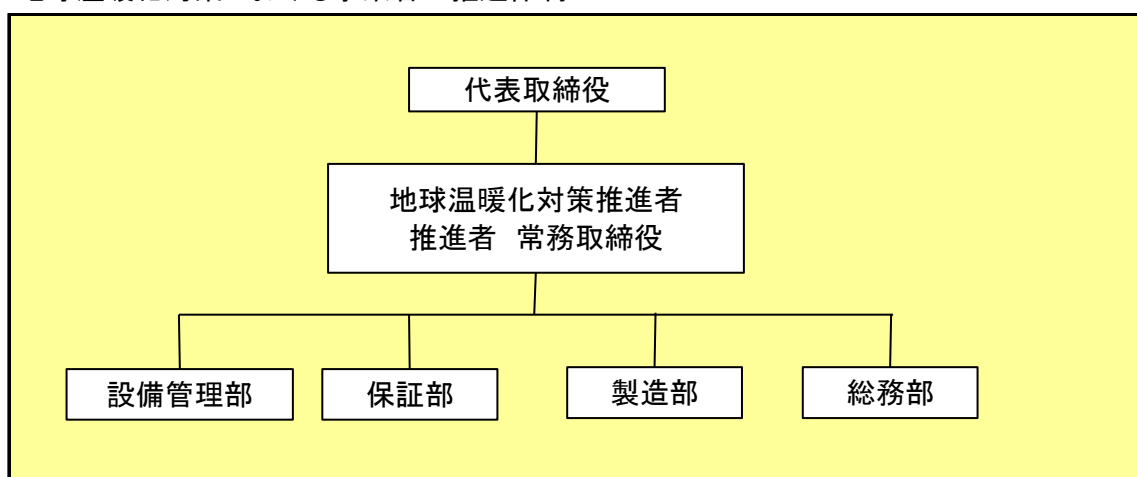 代表取締役
地球温暖化対策推進者
推進者　常務取締役
設備管理部　保証部　製造部　総務部